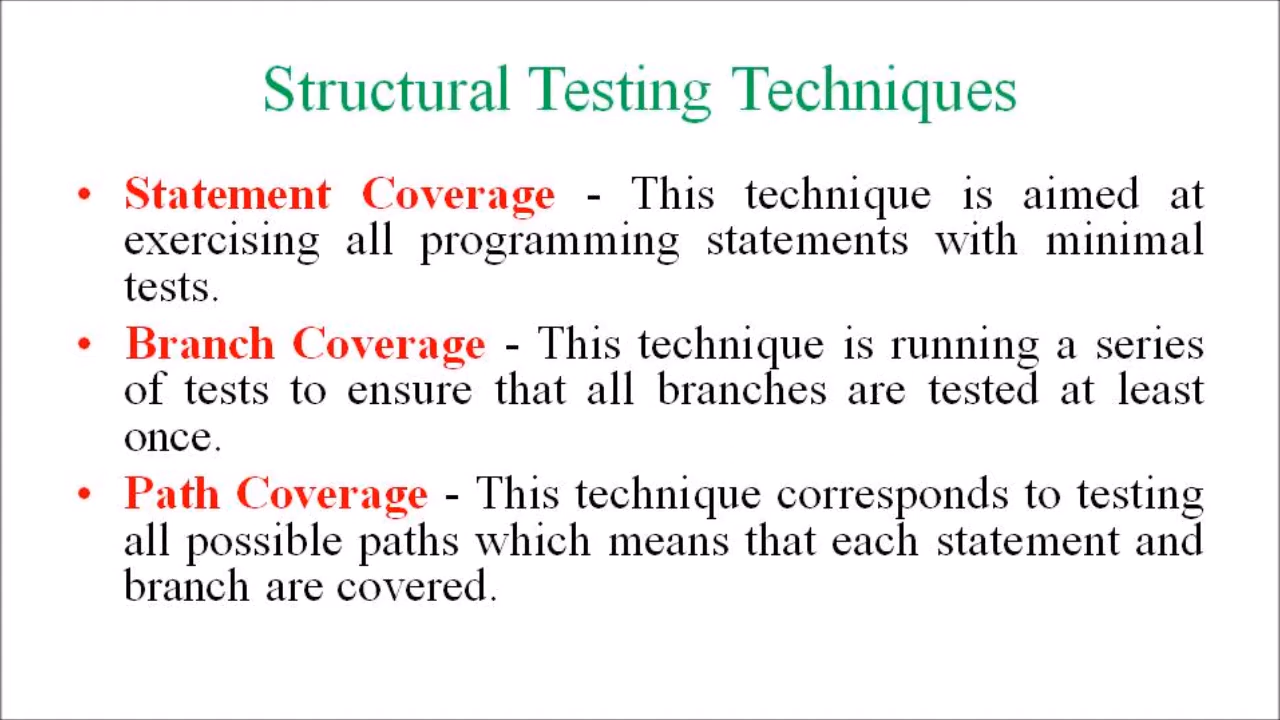 Structural Testing Techniques
• Statement Coverage - This technique is aimed at
exercising all programming statements with minimal
tests.
• Branch Coverage - This technique is running a series
of tests to ensure that all branches are tested at least
once.
• Path Coverage - This technique corresponds to testing
all possible paths which means that each statement and
branch are covered.